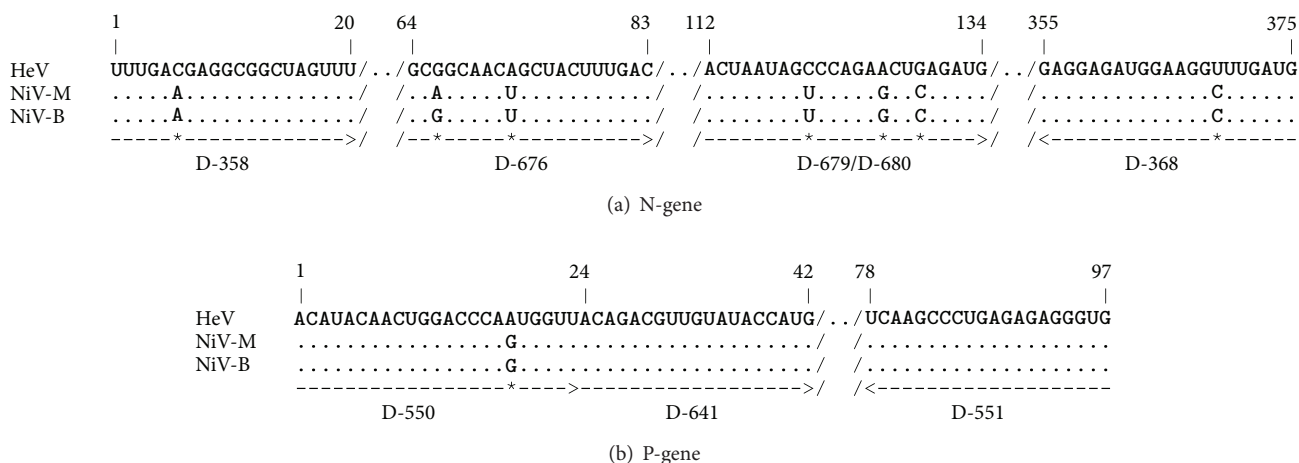 1 20 64 83 112 134 355 375
| | | | | | | |
HeV UUUGACGAGGCGGCUAGUUU/../GCGGCAACAGCUACUUUGAC/../ACUAAUAGCCCAGAACUGAGAUG/../GAGGAGAUGGAAGGUUUGAUG
NiV-M .....A............../ /..A.....U.........../ /........U.....G..C...../ /..............C......
NiV-B .....A............../ /..G.....U.........../ /........U.....G..C...../ /..............C......
-----*------------->/ /--*-----*---------->/ /--------*-----*--*---->/ /<-------------*------
D-358 D-676 D-679/D-680 D-368
(a) N-gene
1 24 42 78 97
| | | | |
HeV ACAUACAACUGGACCCAAUGGUUACAGACGUUGUAUACCAUG/../UCAAGCCCUGAGAGAGGGUG
NiV-M .................G......................../ /....................
NiV-B .................G......................../ /....................
-----------------*---->------------------>/ /<-------------------
D-550 D-641 D-551
(b) P-gene